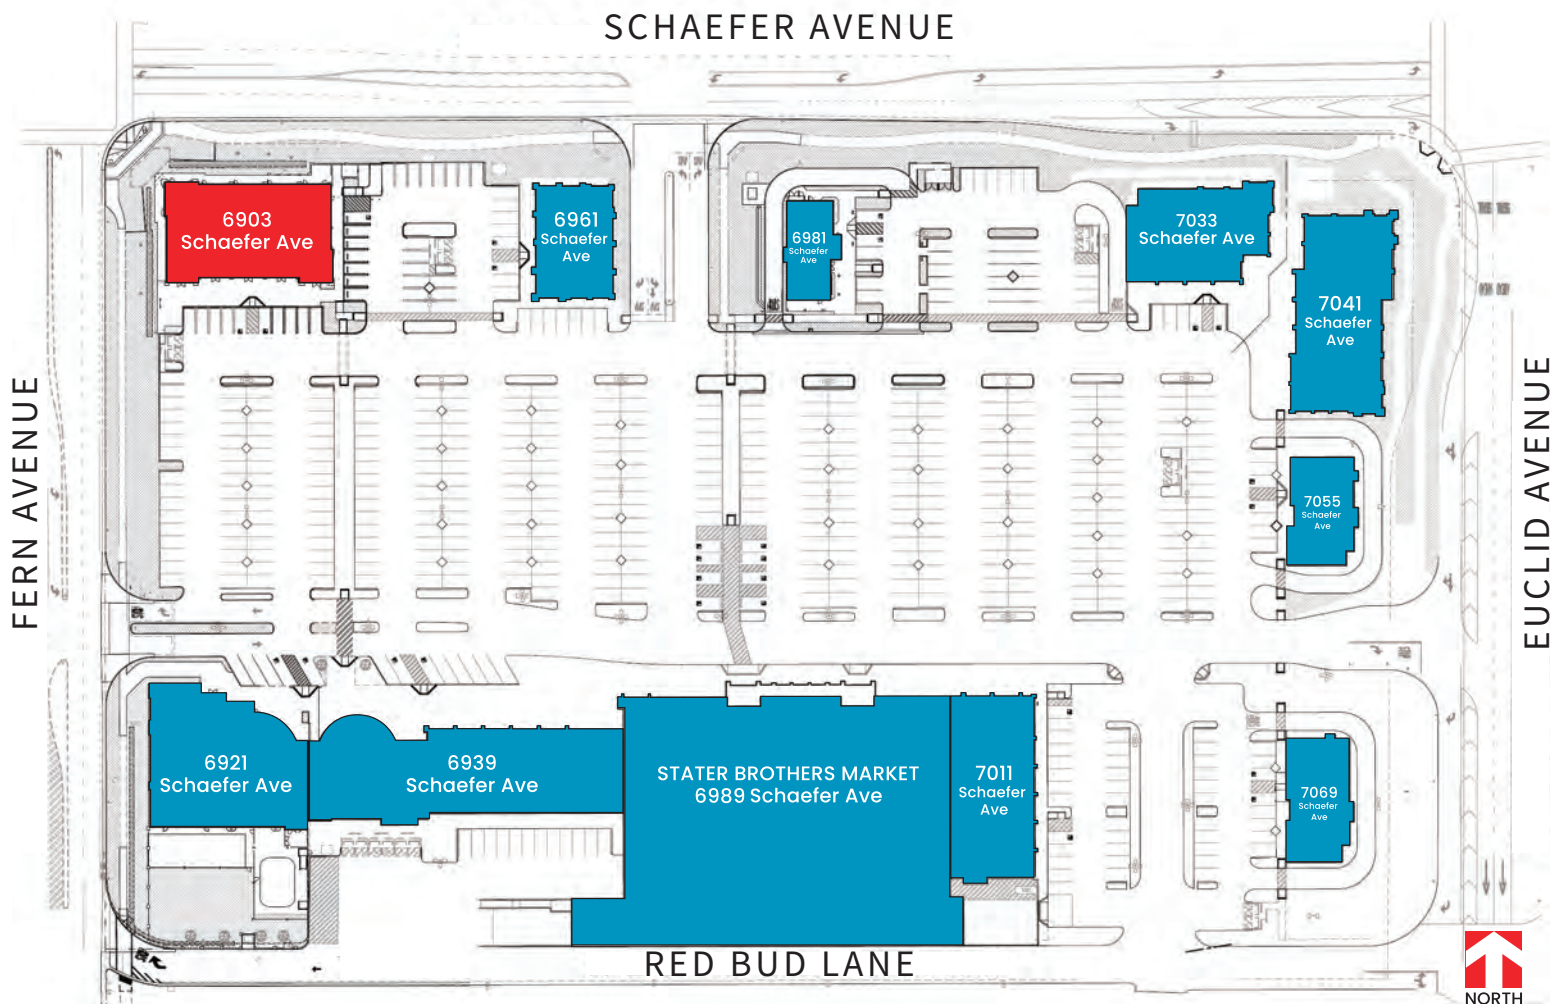 SCHAEFER AVENUE
6903
Schaefer Ave
6961
Schaefer
Ave
6981
Schaefer
Ave
7033
Schaefer Ave
7041
Schaefer
Ave
FERN AVENUE
EUCLID AVENUE
7055
Schaefer
Ave
6921
Schaefer Ave
6939
Schaefer Ave
STATER BROTHERS MARKET
6989 Schaefer Ave
7011
Schaefer
Ave
7069
Schaefer
Ave
RED BUD LANE
NORTH